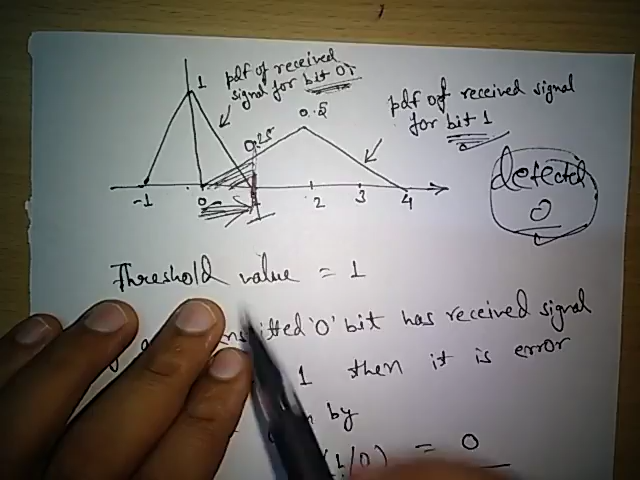 1
pdf of received
signal for bit 0
pdf of received signal
for bit 1
0.5
0.25
-1 0 1 2 3 4
detected
0
Threshold value = 1
'0' bit has received signal
1 then it is error
by
(1/0) = 0